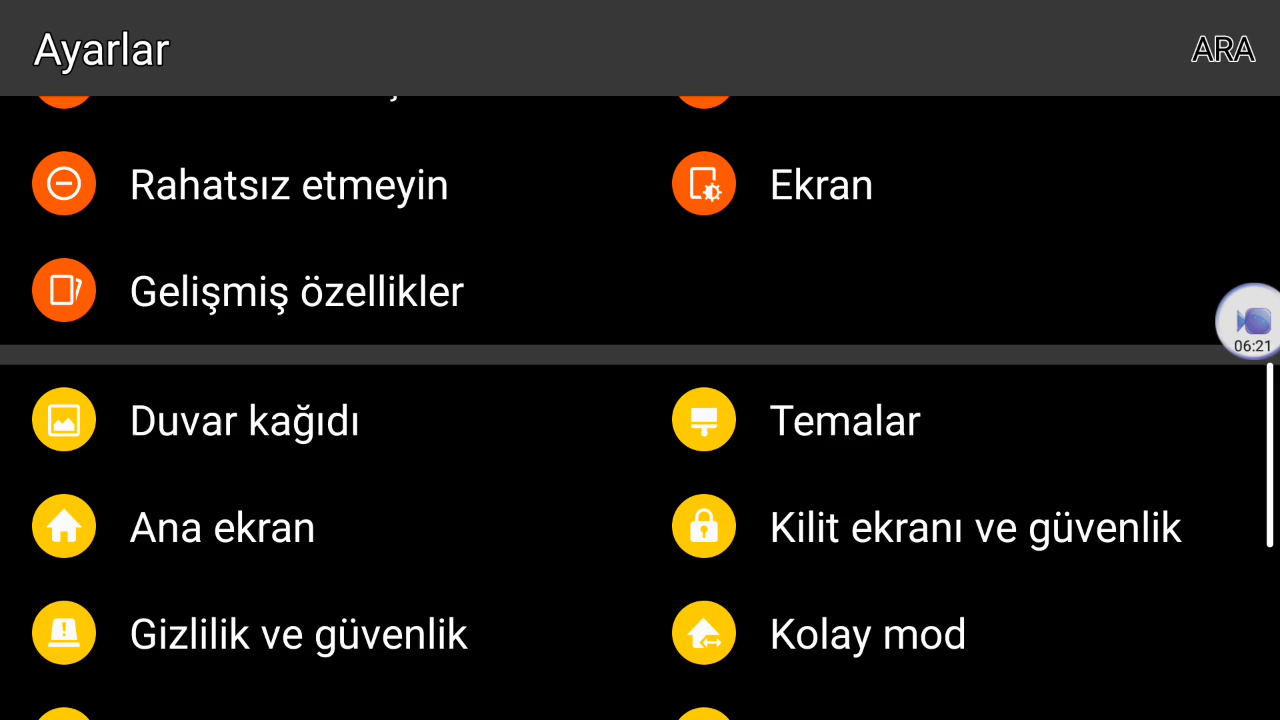 Ayarlar
ARA
Rahatsız etmeyin
Ekran
Gelişmiş özellikler
06:21
Duvar kağıdı
Temalar
Ana ekran
Kilit ekranı ve güvenlik
Gizlilik ve güvenlik
Kolay mod